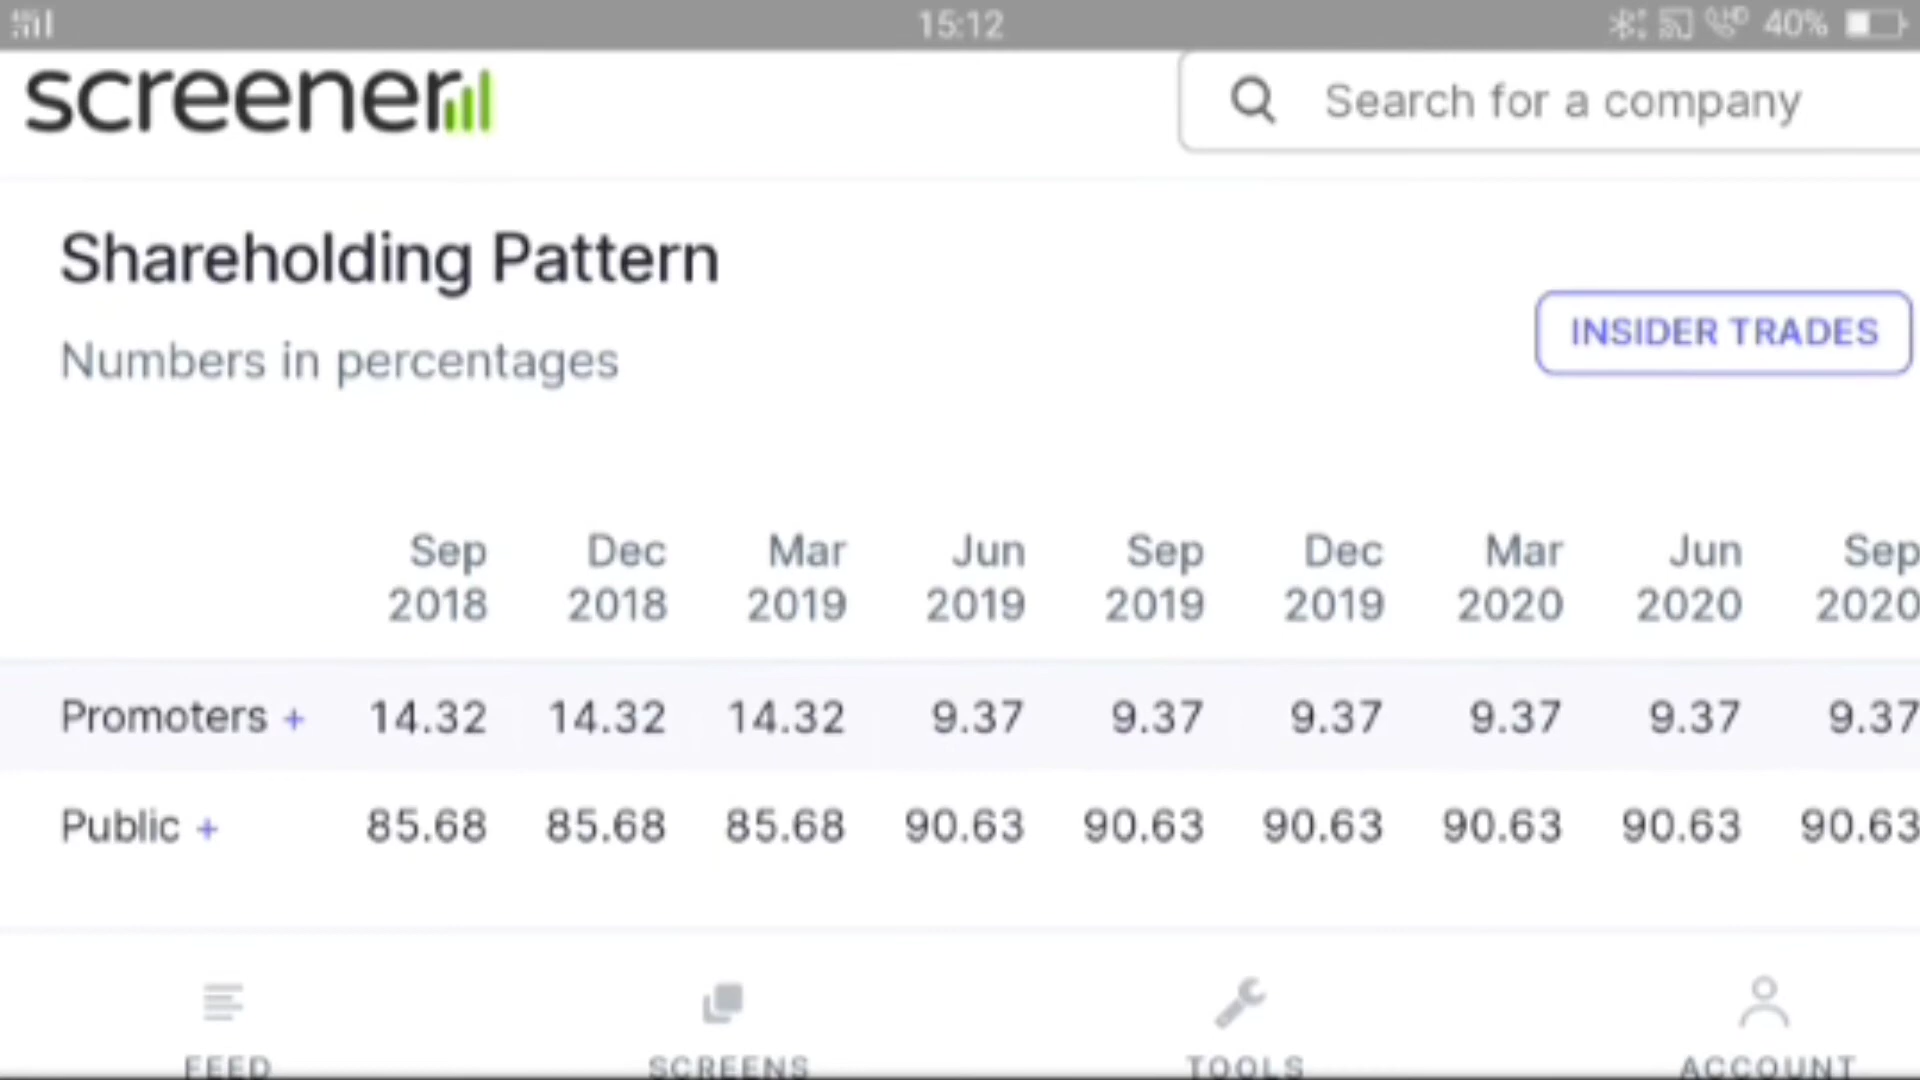 15:12 40%
screener
Search for a company
Shareholding Pattern
INSIDER TRADES
Numbers in percentages
Sep 2018 Dec 2018 Mar 2019 Jun 2019 Sep 2019 Dec 2019 Mar 2020 Jun 2020 Sep 2020
Promoters + 14.32 14.32 14.32 9.37 9.37 9.37 9.37 9.37 9.37
Public + 85.68 85.68 85.68 90.63 90.63 90.63 90.63 90.63 90.63
FEED SCREENS TOOLS ACCOUNT